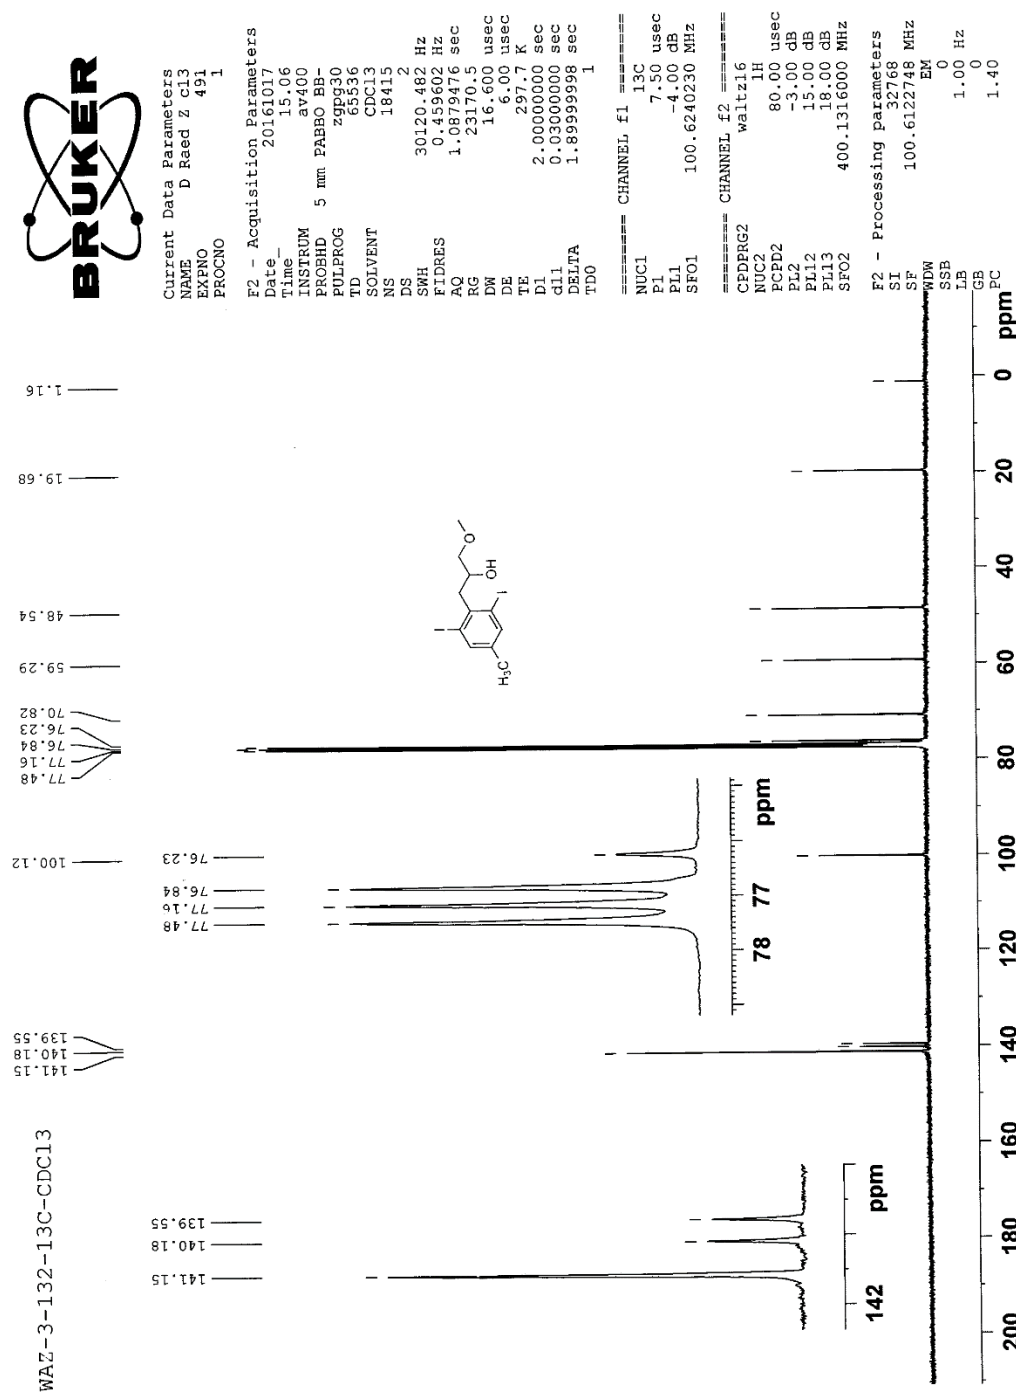 WAZ-3-132-13C-CDCl3
141.15
140.18
139.55
100.12
77.48
77.16
76.84
76.23
70.82
59.29
48.54
19.68
1.16
BRUKER
Current Data Parameters
NAME D Raed Z c13
EXPNO 491
PROCNO 1
F2 - Acquisition Parameters
Date_ 20161017
Time 15.06
INSTRUM av400
PROBHD 5 mm PABBO BB-
PULPROG zgpg30
TD 65536
SOLVENT CDCl3
NS 18415
DS 2
SWH 30120.482 Hz
FIDRES 0.459602 Hz
AQ 1.0879476 sec
RG 23170.5
DW 16.600 usec
DE 6.00 usec
TE 297.7 K
D1 2.00000000 sec
d11 0.03000000 sec
DELTA 1.89999998 sec
TD0 1
======== CHANNEL f1 ========
NUC1 13C
P1 7.50 usec
PL1 -4.00 dB
SFO1 100.6240230 MHz
======== CHANNEL f2 ========
CPDPRG2 waltz16
NUC2 1H
PCPD2 80.00 usec
PL2 -3.00 dB
PL12 15.00 dB
PL13 18.00 dB
SFO2 400.1316000 MHz
F2 - Processing parameters
SI 32768
SF 100.6122748 MHz
WDW EM
SSB 0
LB 1.00 Hz
GB 0
PC 1.40
141.15
140.18
139.55
142 ppm
77.48
77.16
76.84
76.23
78 77 ppm
H3C
I
I
OH
O
200 180 160 140 120 100 80 60 40 20 0 ppm